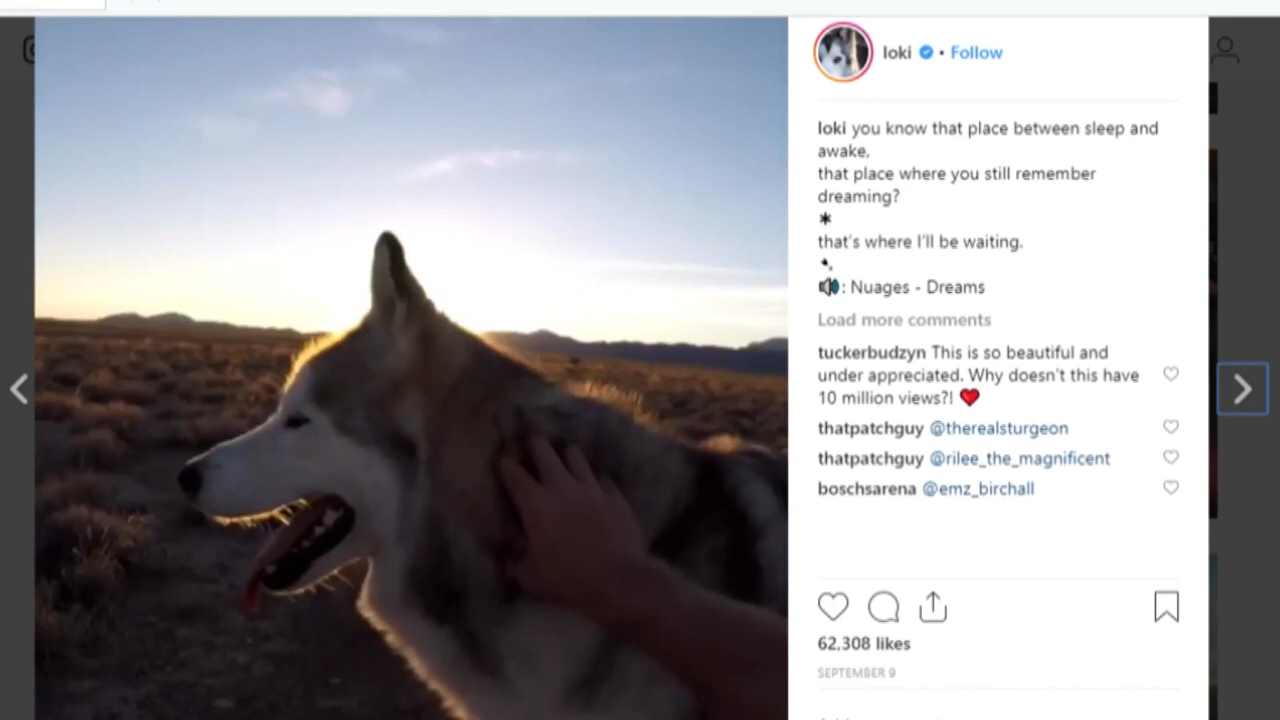 loki • Follow
loki you know that place between sleep and
awake,
that place where you still remember
dreaming?
*
that's where I'll be waiting.
: Nuages - Dreams
Load more comments
tuckerbudzyn This is so beautiful and
under appreciated. Why doesn't this have
10 million views?!
thatpatchguy @therealsturgeon
thatpatchguy @rilee_the_magnificent
boschsarena @emz_birchall
62,308 likes
SEPTEMBER 9